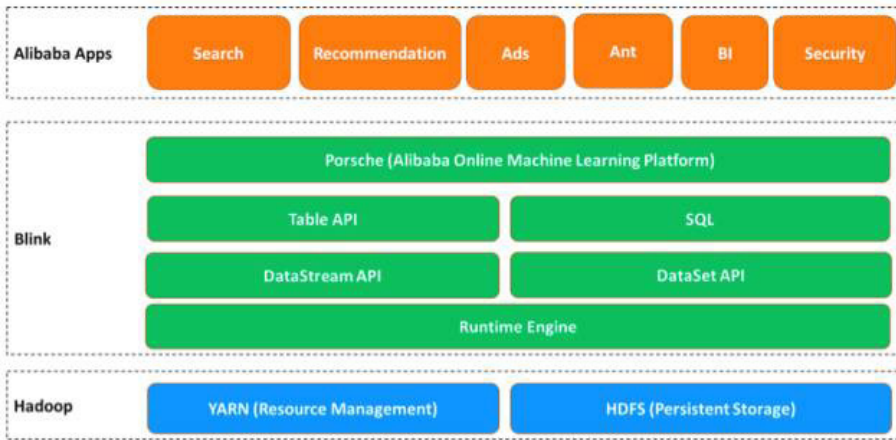 Alibaba Apps
Search
Recommendation
Ads
Ant
BI
Security
Blink
Porsche (Alibaba Online Machine Learning Platform)
Table API
SQL
DataStream API
DataSet API
Runtime Engine
Hadoop
YARN (Resource Management)
HDFS (Persistent Storage)